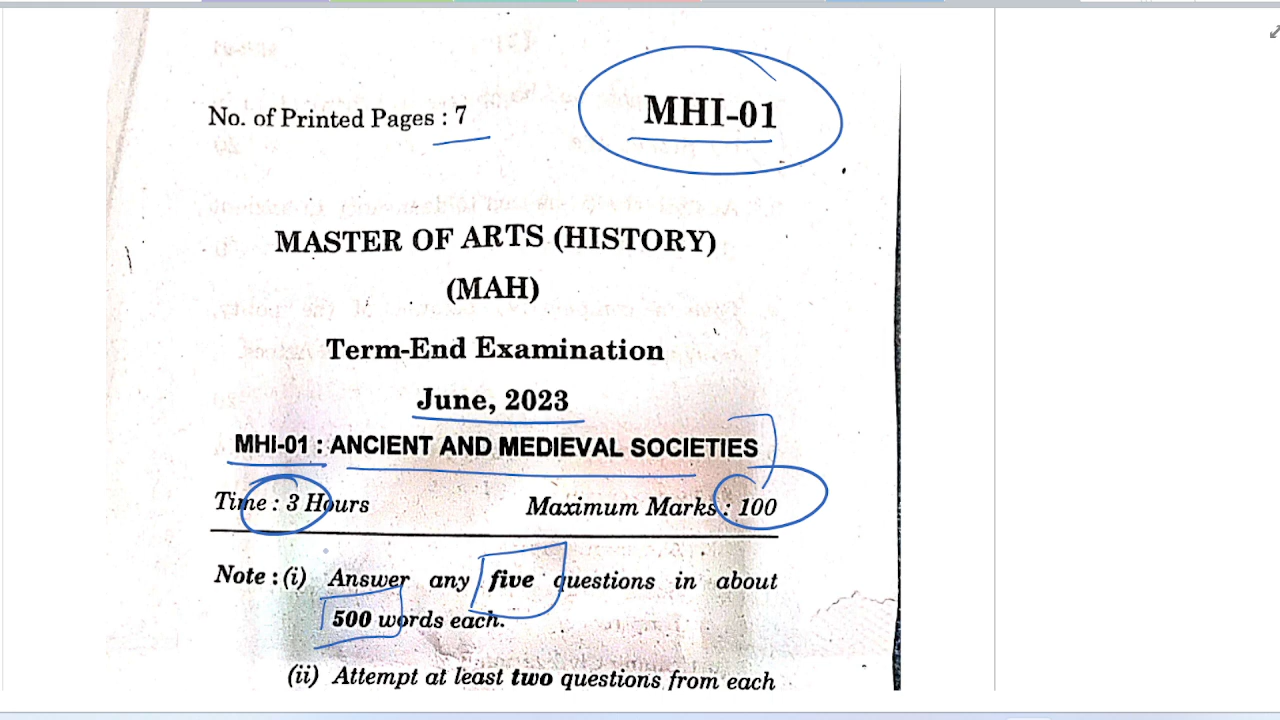 No. of Printed Pages : 7
MHI-01
MASTER OF ARTS (HISTORY)
(MAH)
Term-End Examination
June, 2023
MHI-01 : ANCIENT AND MEDIEVAL SOCIETIES
Time : 3 Hours Maximum Marks : 100
Note : (i) Answer any five questions in about
500 words each.
(ii) Attempt at least two questions from each